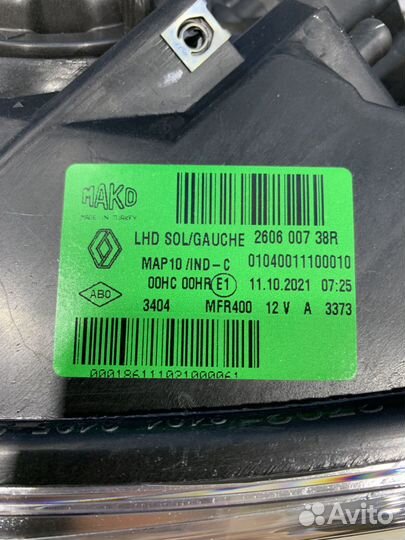 MAKO
MADE IN TURKEY
LHD SOL/GAUCHE 2606 007 38R
MAP10 /IND-C 01040011100010
00HC 00HR E1 11.10.2021 07:25
ABO
3404 MFR400 12 V A 3373
000186111021000061
Avito